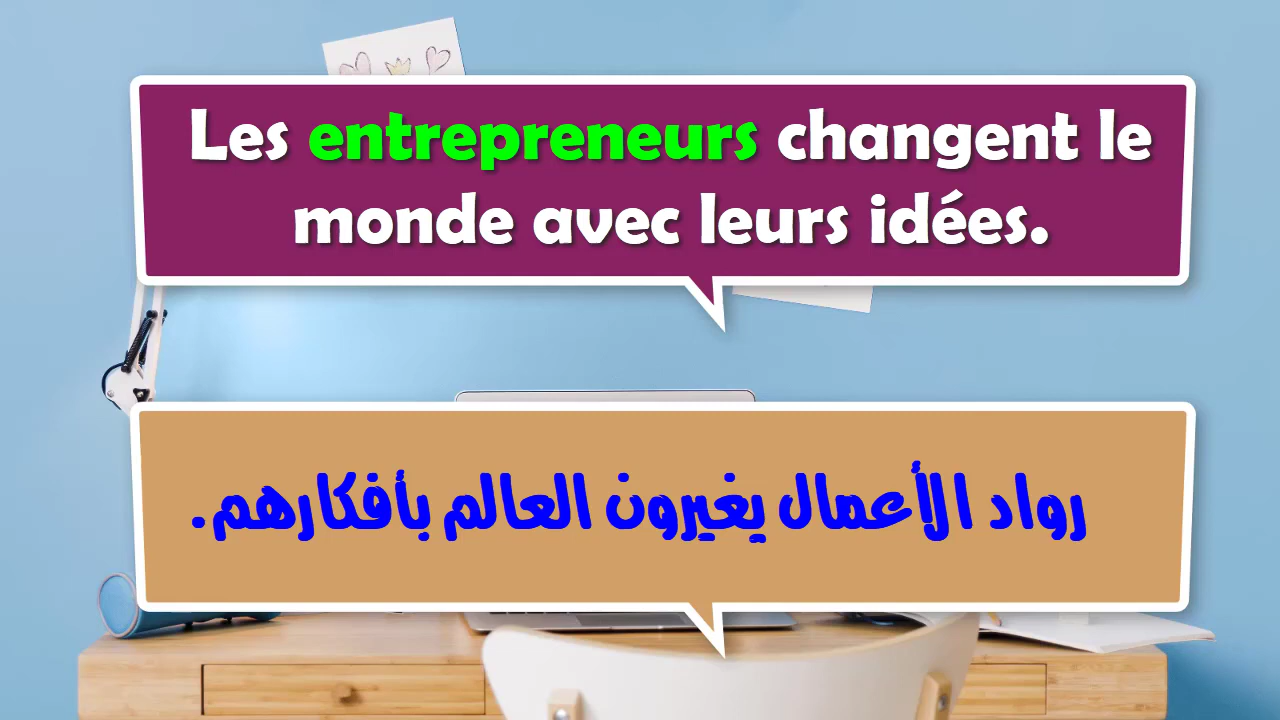 Les entrepreneurs changent le
monde avec leurs idées.
رواد الأعمال يغيرون العالم بأفكارهم.